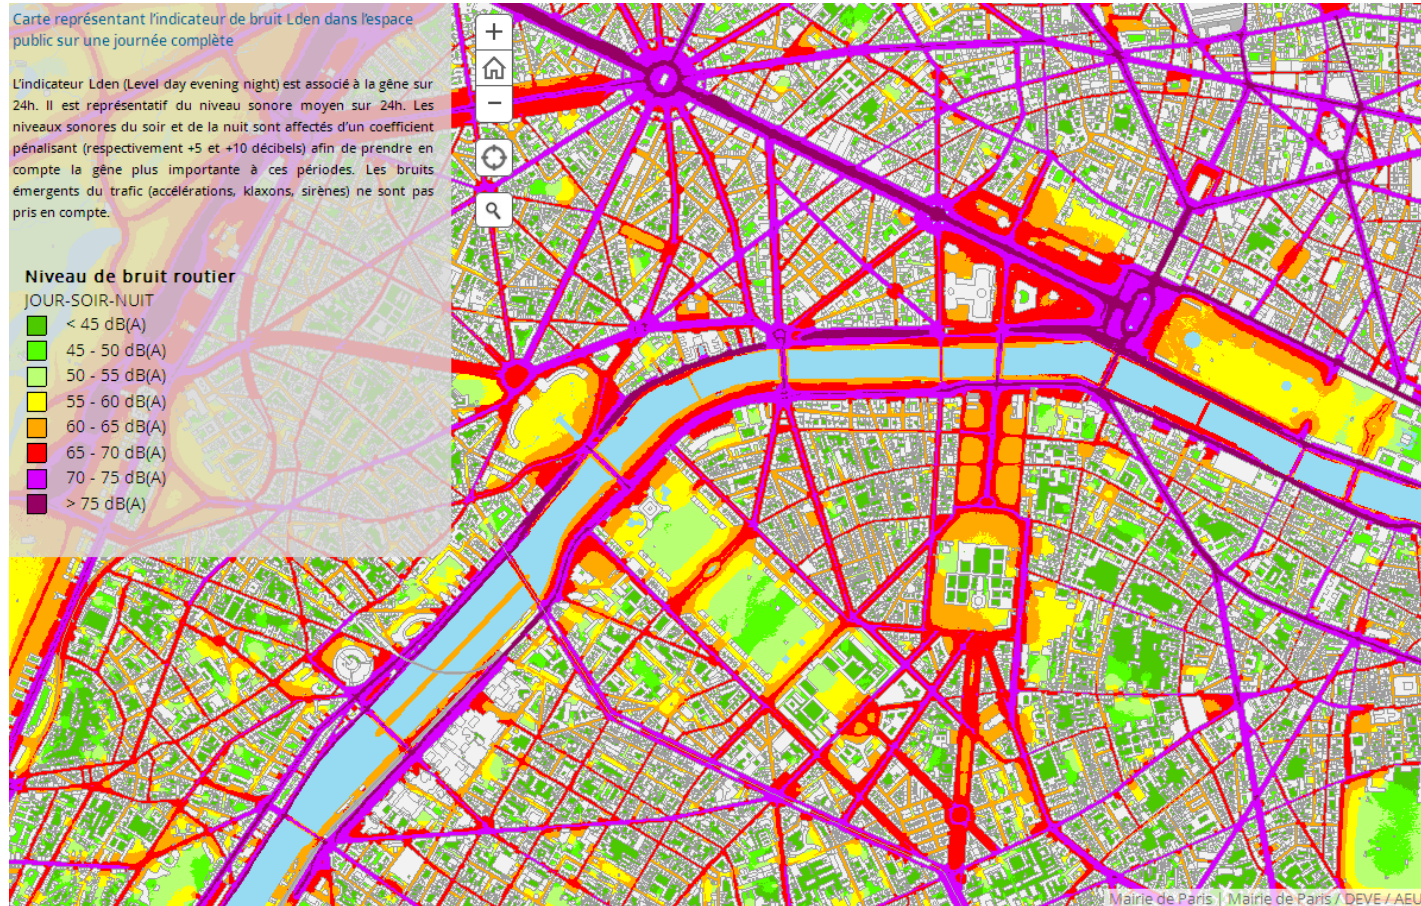 Carte représentant l'indicateur de bruit Lden dans l'espace
public sur une journée complète
L'indicateur Lden (Level day evening night) est associé à la gêne sur
24h. Il est représentatif du niveau sonore moyen sur 24h. Les
niveaux sonores du soir et de la nuit sont affectés d'un coefficient
pénalisant (respectivement +5 et +10 décibels) afin de prendre en
compte la gêne plus importante à ces périodes. Les bruits
émergents du trafic (accélérations, klaxons, sirènes) ne sont pas
pris en compte.
Niveau de bruit routier
JOUR-SOIR-NUIT
< 45 dB(A)
45 - 50 dB(A)
50 - 55 dB(A)
55 - 60 dB(A)
60 - 65 dB(A)
65 - 70 dB(A)
70 - 75 dB(A)
> 75 dB(A)
Mairie de Paris | Mairie de Paris / DEVE / AEU